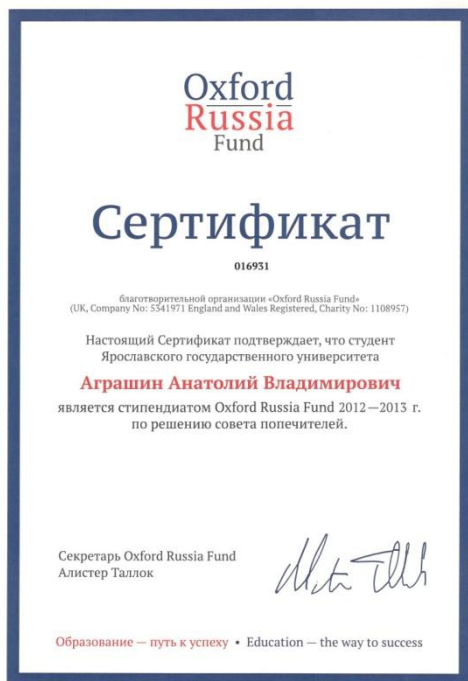 Oxford
Russia
Fund
Сертификат
016931
благотворительной организации «Oxford Russia Fund»
(UK, Company No: 5341971 England and Wales Registered, Charity No: 1108957)
Настоящий Сертификат подтверждает, что студент
Ярославского государственного университета
Аграшин Анатолий Владимирович
является стипендиатом Oxford Russia Fund 2012—2013 г.
по решению совета попечителей.
Секретарь Oxford Russia Fund
Алистер Таллок
Образование — путь к успеху • Education — the way to success